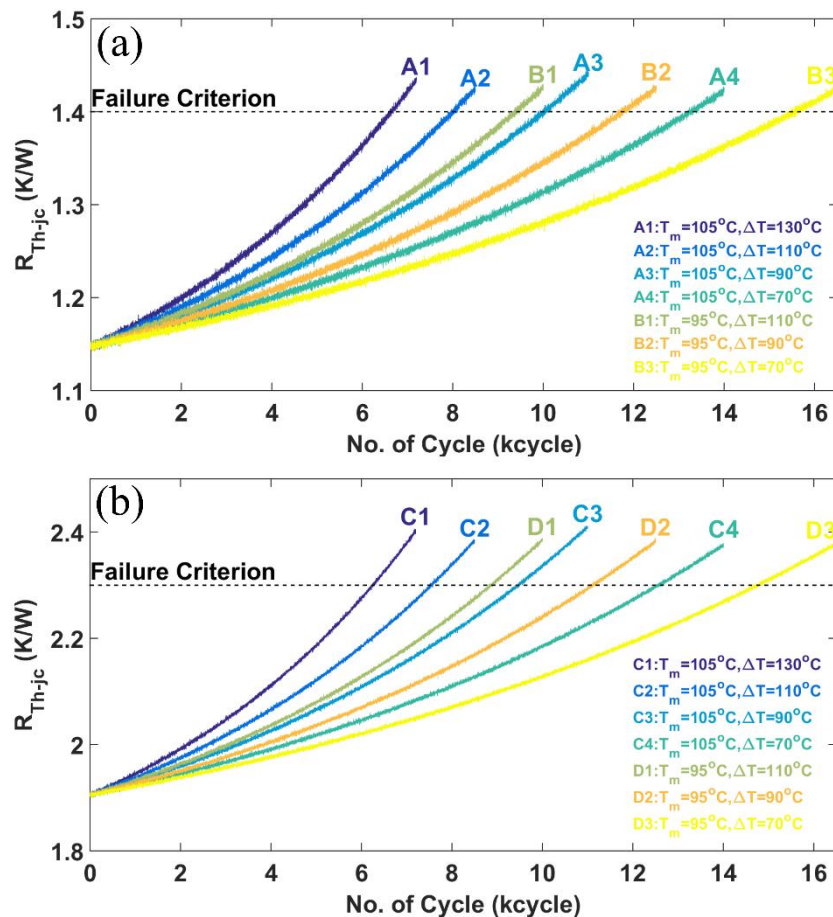 (a)
1.5
1.4
1.3
1.2
1.1
R_Th-jc (K/W)
Failure Criterion
A1
A2
B1
A3
B2
A4
B3
A1:T_m=105°C,ΔT=130°C
A2:T_m=105°C,ΔT=110°C
A3:T_m=105°C,ΔT=90°C
A4:T_m=105°C,ΔT=70°C
B1:T_m=95°C,ΔT=110°C
B2:T_m=95°C,ΔT=90°C
B3:T_m=95°C,ΔT=70°C
0 2 4 6 8 10 12 14 16
No. of Cycle (kcycle)
(b)
2.4
2.2
2
1.8
R_Th-jc (K/W)
Failure Criterion
C1
C2
D1
C3
D2
C4
D3
C1:T_m=105°C,ΔT=130°C
C2:T_m=105°C,ΔT=110°C
C3:T_m=105°C,ΔT=90°C
C4:T_m=105°C,ΔT=70°C
D1:T_m=95°C,ΔT=110°C
D2:T_m=95°C,ΔT=90°C
D3:T_m=95°C,ΔT=70°C
0 2 4 6 8 10 12 14 16
No. of Cycle (kcycle)